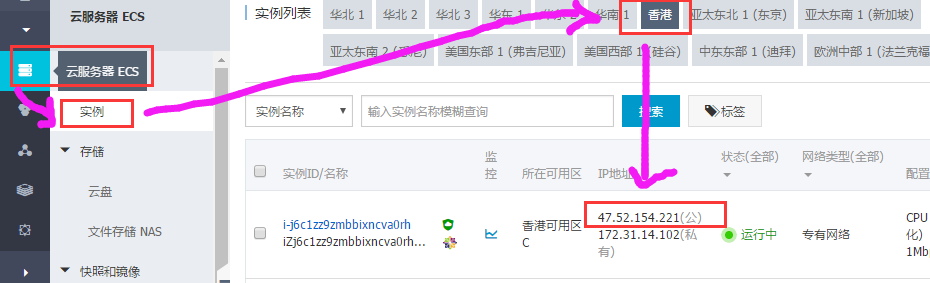 云服务器 ECS
云服务器 ECS
实例
存储
云盘
文件存储 NAS
快照和镜像
实例列表
华北 1 华北 2 华北 3 华东 1 华南 1 香港 亚太东北 1 (东京) 亚太东南 1 (新加坡)
亚太东南 2 美国东部 1 (弗吉尼亚) 美国西部 1 (硅谷) 中东东部 1 (迪拜) 欧洲中部 1 (法兰克福
实例名称 输入实例名称模糊查询 搜索 标签
实例ID/名称 监控 所在可用区 IP地址 状态(全部) 网络类型(全部) 配置
i-j6c1zz9zmbbixncva0rh 香港可用区 47.52.154.221(公) 运行中 专有网络 CPU
iZj6c1zz9zmbbixncva0rh... C 172.31.14.102(私 化)
有) 1Mb